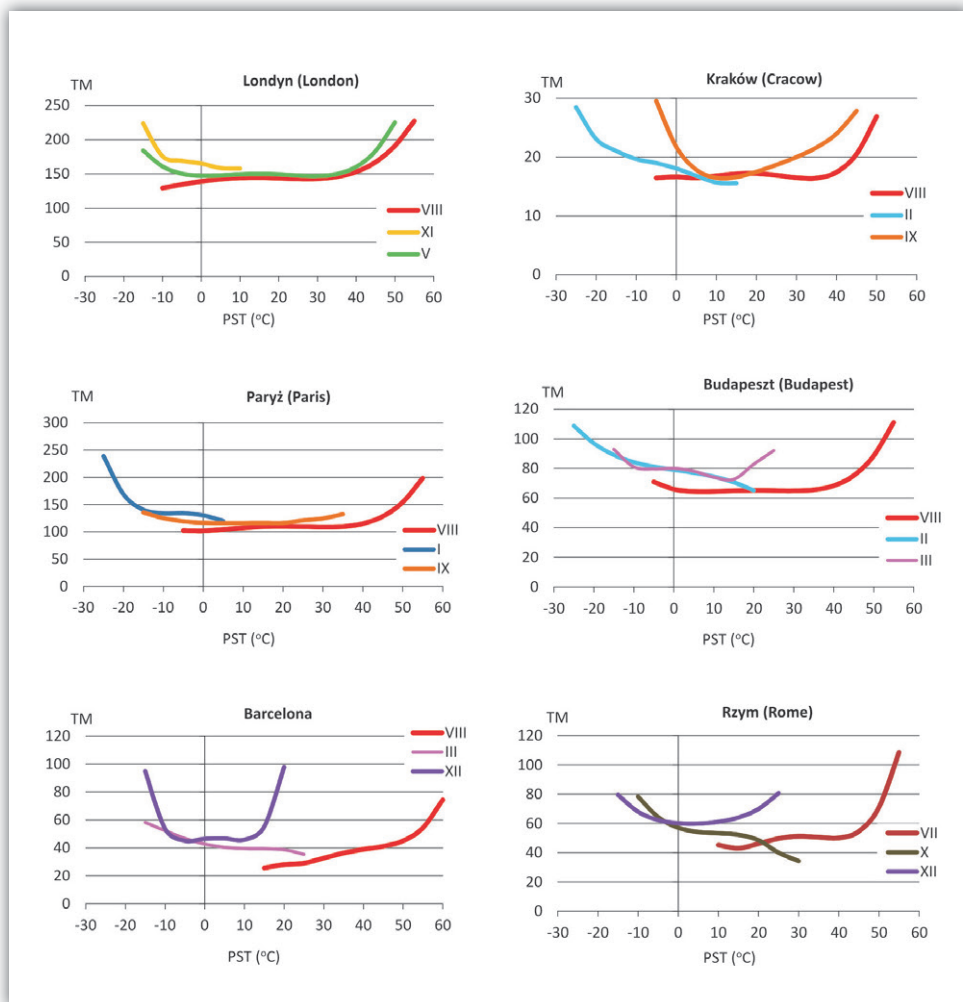 Londyn (London)
TM
250
200
150
100
50
0
-30 -20 -10 0 10 20 30 40 50 60
PST (°C)
VIII
XI
V
Kraków (Cracow)
TM
30
20
10
0
-30 -20 -10 0 10 20 30 40 50 60
PST (°C)
VIII
II
IX
Paryż (Paris)
TM
300
250
200
150
100
50
0
-30 -20 -10 0 10 20 30 40 50 60
PST (°C)
VIII
I
IX
Budapeszt (Budapest)
TM
120
100
80
60
40
20
0
-30 -20 -10 0 10 20 30 40 50 60
PST (°C)
VIII
II
III
Barcelona
TM
120
100
80
60
40
20
0
-30 -20 -10 0 10 20 30 40 50 60
PST (°C)
VIII
III
XII
Rzym (Rome)
TM
120
100
80
60
40
20
0
-30 -20 -10 0 10 20 30 40 50 60
PST (°C)
VII
X
XII